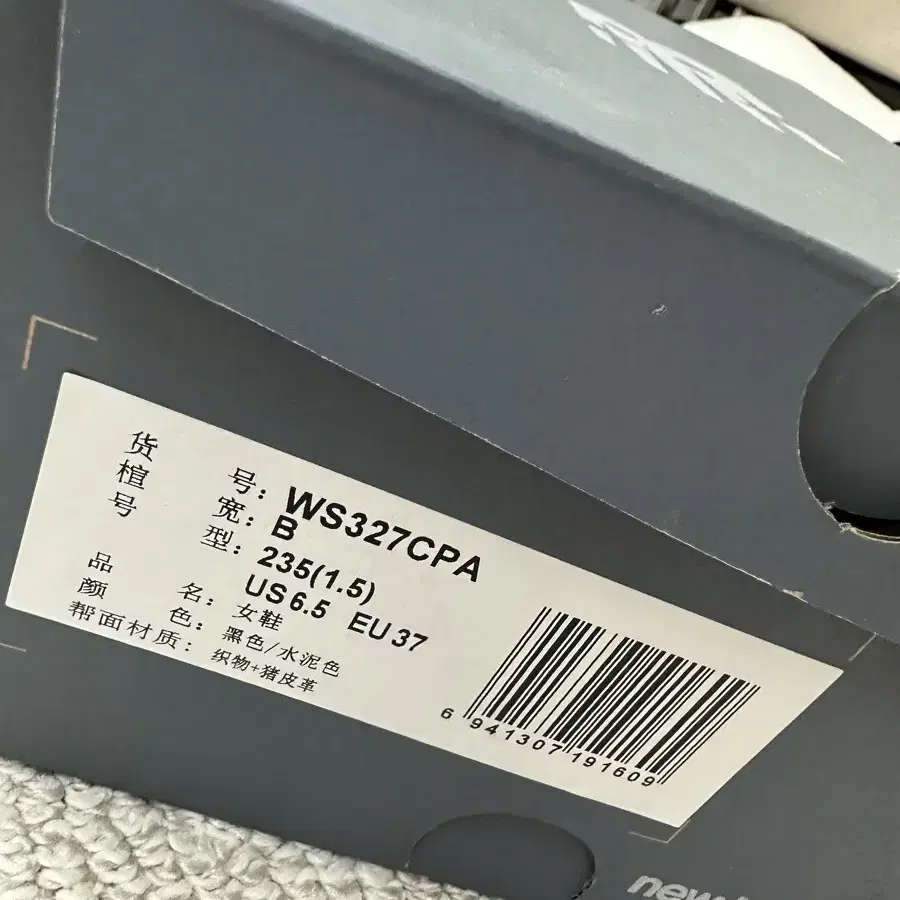 货 号: WS327CPA
楦 宽: B
号 型: 235(1.5)
US 6.5 EU 37
品 名: 女鞋
颜 色: 黑色/水泥色
帮面材质: 织物+猪皮革
6 941307 191609
new